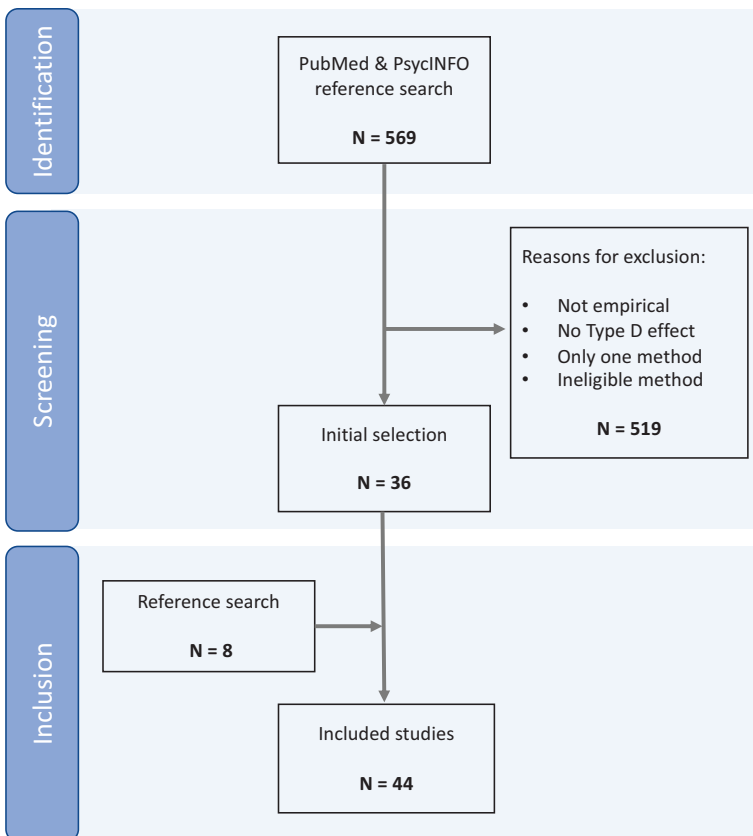 Identification
PubMed & PsycINFO
reference search
N = 569
Screening
Reasons for exclusion:
• Not empirical
• No Type D effect
• Only one method
• Ineligible method
N = 519
Initial selection
N = 36
Inclusion
Reference search
N = 8
Included studies
N = 44